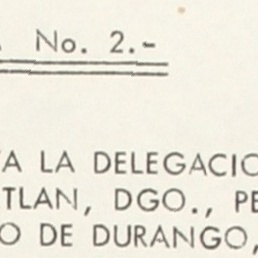 No. 2.-
LA DELEGACIO
TLAN, DGO., PE
O DE DURANGO,